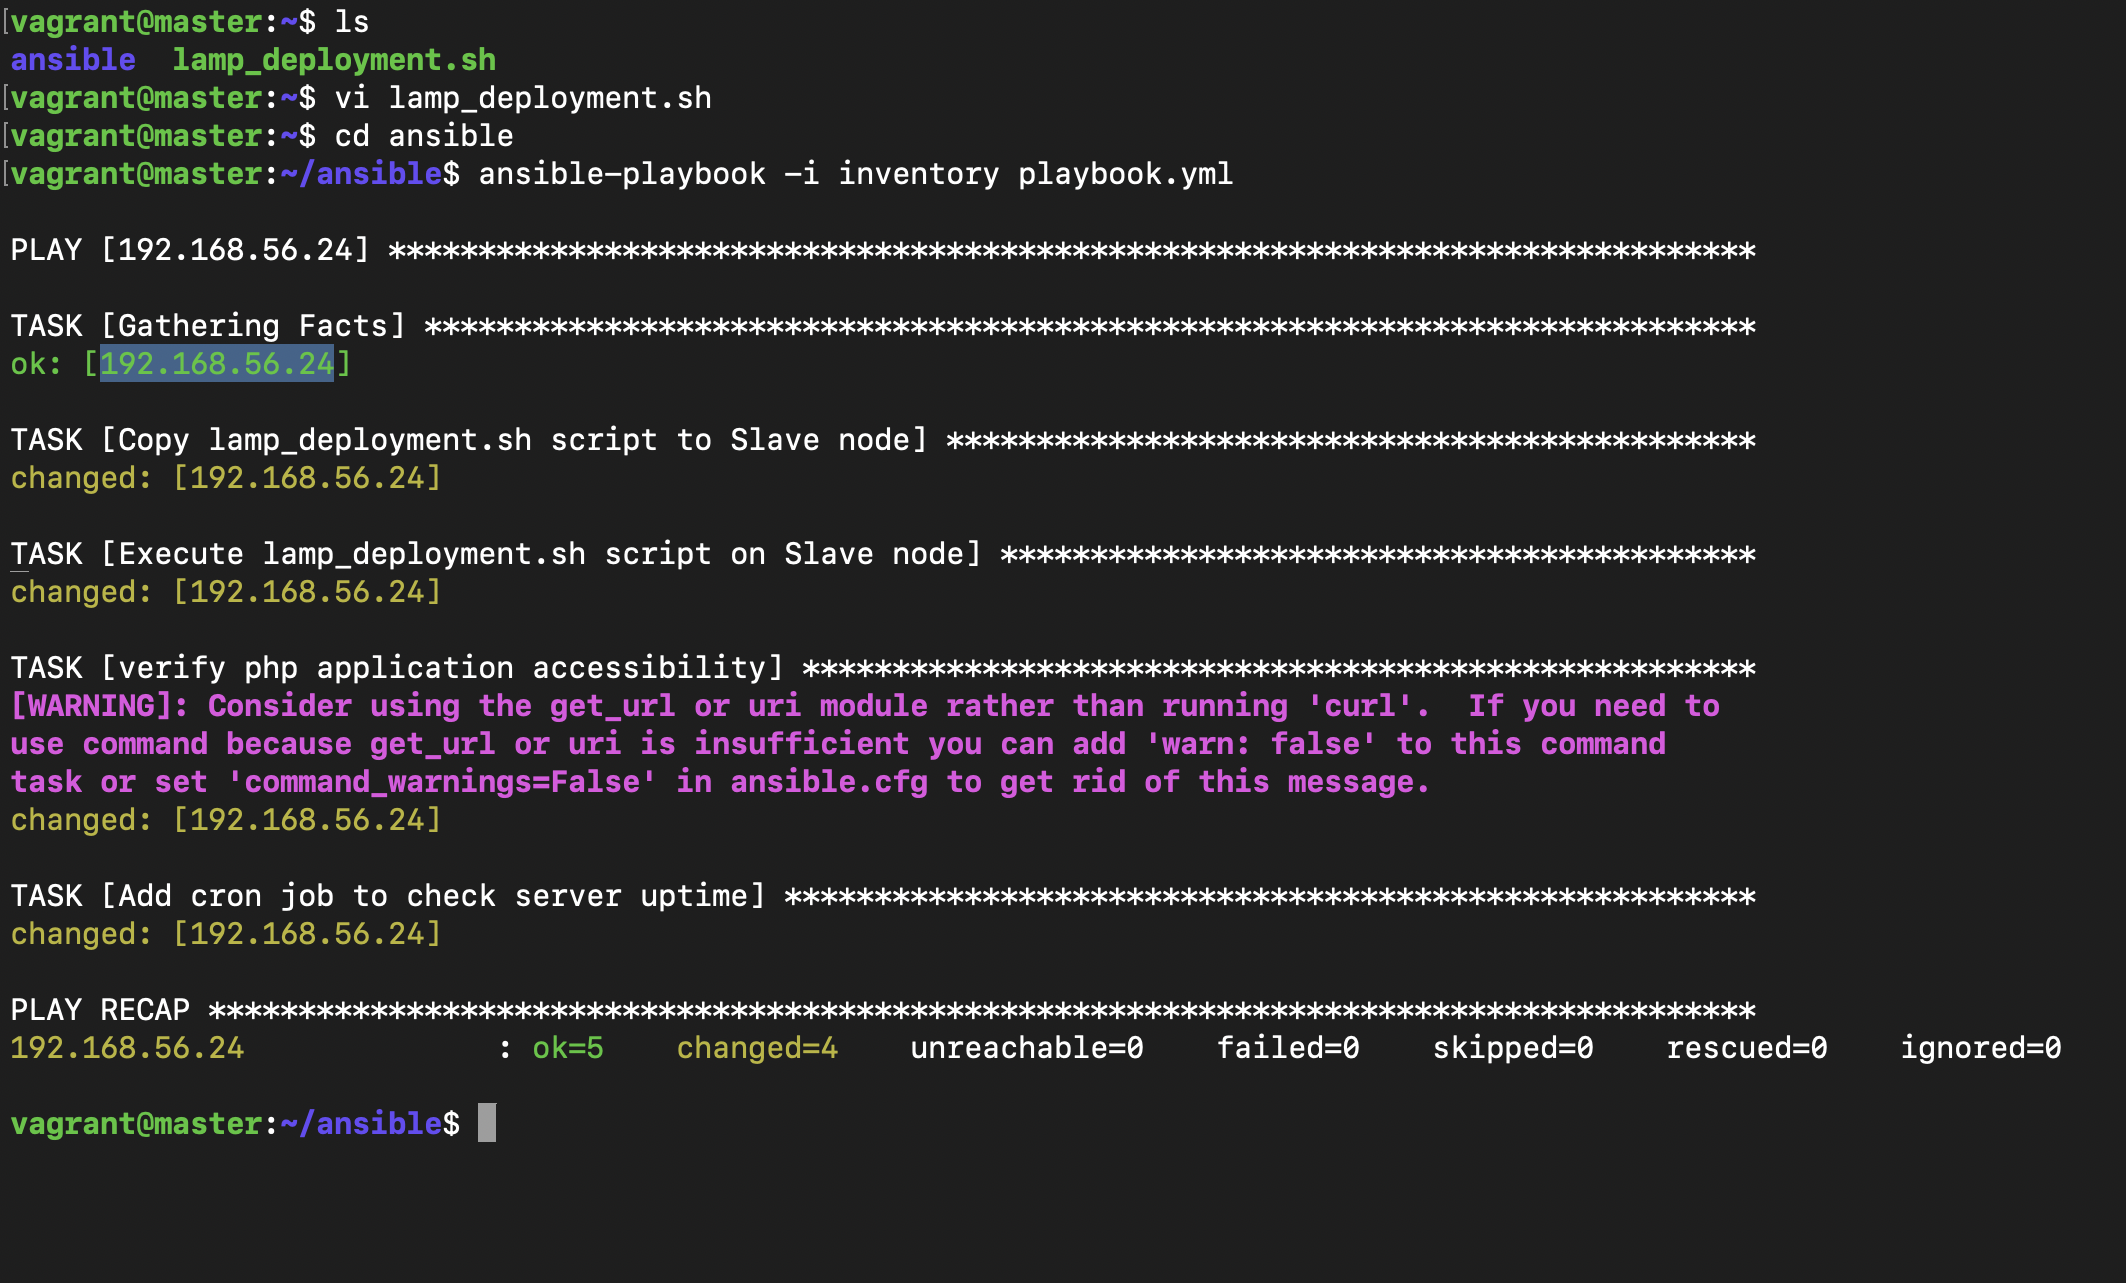 [vagrant@master:~$ ls
ansible  lamp_deployment.sh
[vagrant@master:~$ vi lamp_deployment.sh
[vagrant@master:~$ cd ansible
[vagrant@master:~/ansible$ ansible-playbook -i inventory playbook.yml
PLAY [192.168.56.24] ****************************************************************************
TASK [Gathering Facts] **************************************************************************
ok: [192.168.56.24]
TASK [Copy lamp_deployment.sh script to Slave node] *********************************************
changed: [192.168.56.24]
TASK [Execute lamp_deployment.sh script on Slave node] ******************************************
changed: [192.168.56.24]
TASK [verify php application accessibility] *****************************************************
[WARNING]: Consider using the get_url or uri module rather than running 'curl'.  If you need to
use command because get_url or uri is insufficient you can add 'warn: false' to this command
task or set 'command_warnings=False' in ansible.cfg to get rid of this message.
changed: [192.168.56.24]
TASK [Add cron job to check server uptime] ******************************************************
changed: [192.168.56.24]
PLAY RECAP **************************************************************************************
192.168.56.24              : ok=5    changed=4    unreachable=0    failed=0    skipped=0    rescued=0    ignored=0
vagrant@master:~/ansible$